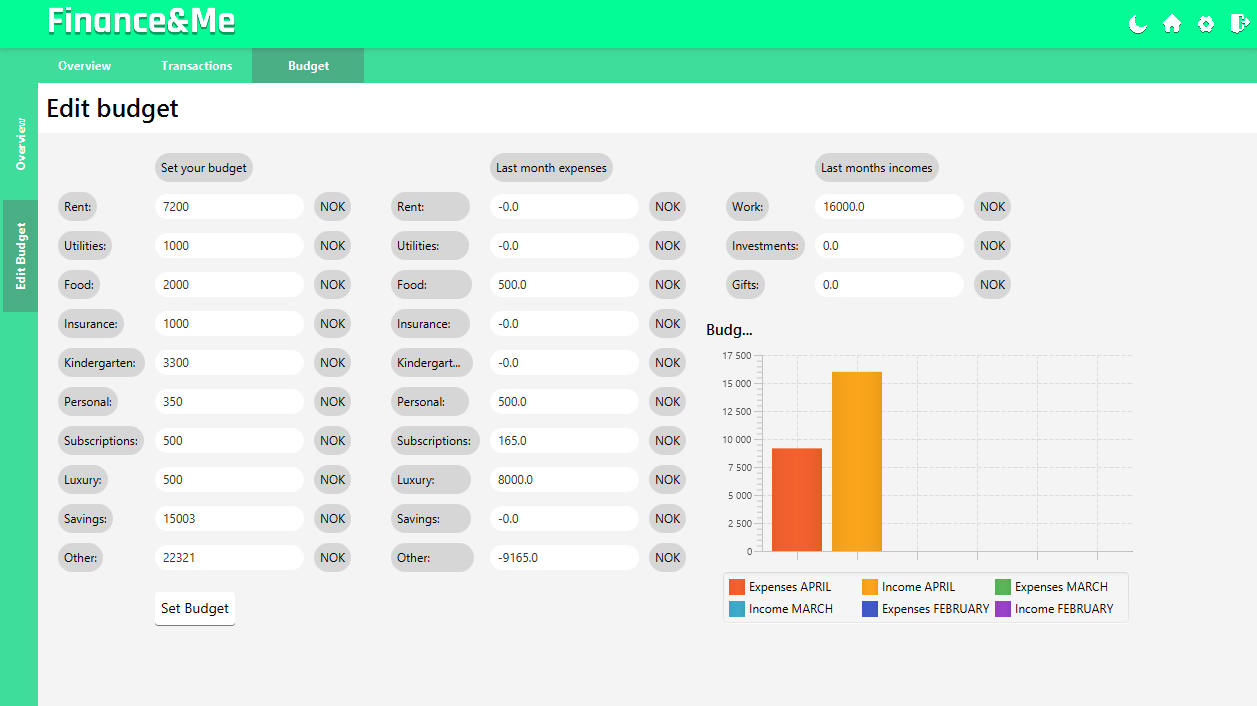 Finance&Me
Overview Transactions Budget
Overview
Edit Budget
Edit budget
Set your budget Last month expenses Last months incomes
Rent: 7200 NOK Rent: -0.0 NOK Work: 16000.0 NOK
Utilities: 1000 NOK Utilities: -0.0 NOK Investments: 0.0 NOK
Food: 2000 NOK Food: 500.0 NOK Gifts: 0.0 NOK
Insurance: 1000 NOK Insurance: -0.0 NOK
Kindergarten: 3300 NOK Kindergart... -0.0 NOK
Personal: 350 NOK Personal: 500.0 NOK
Subscriptions: 500 NOK Subscriptions: 165.0 NOK
Luxury: 500 NOK Luxury: 8000.0 NOK
Savings: 15003 NOK Savings: -0.0 NOK
Other: 22321 NOK Other: -9165.0 NOK
Set Budget
Budg...
17 500
15 000
12 500
10 000
7 500
5 000
2 500
0
Expenses APRIL Income APRIL Expenses MARCH
Income MARCH Expenses FEBRUARY Income FEBRUARY